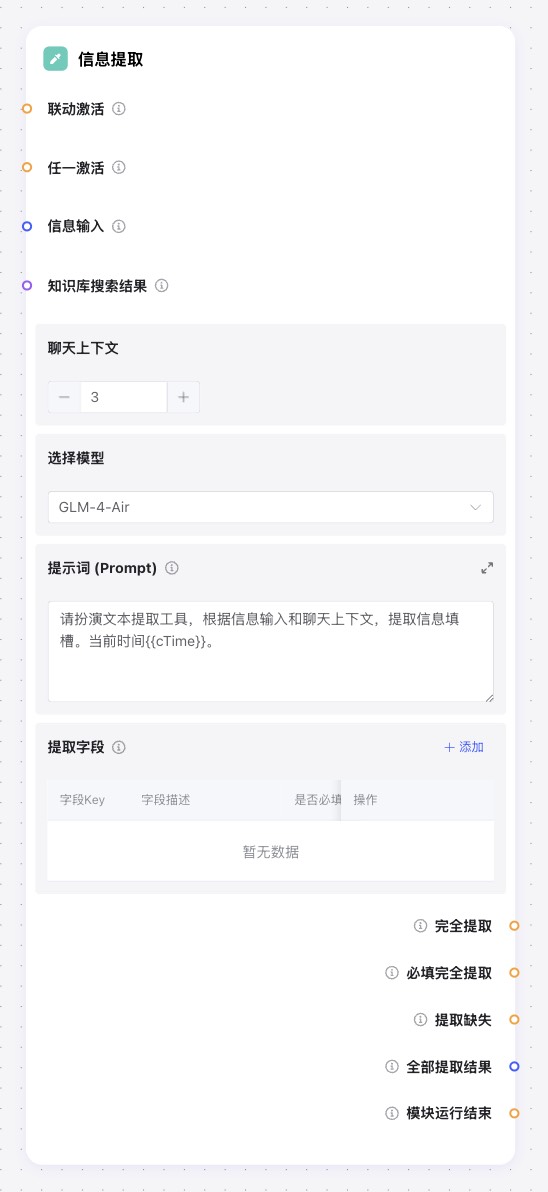 信息提取
联动激活
任一激活
信息输入
知识库搜索结果
聊天上下文
3
选择模型
GLM-4-Air
提示词 (Prompt)
请扮演文本提取工具，根据信息输入和聊天上下文，提取信息填
槽。当前时间{{cTime}}。
提取字段 + 添加
字段Key 字段描述 是否必填 操作
暂无数据
完全提取
必填完全提取
提取缺失
全部提取结果
模块运行结束